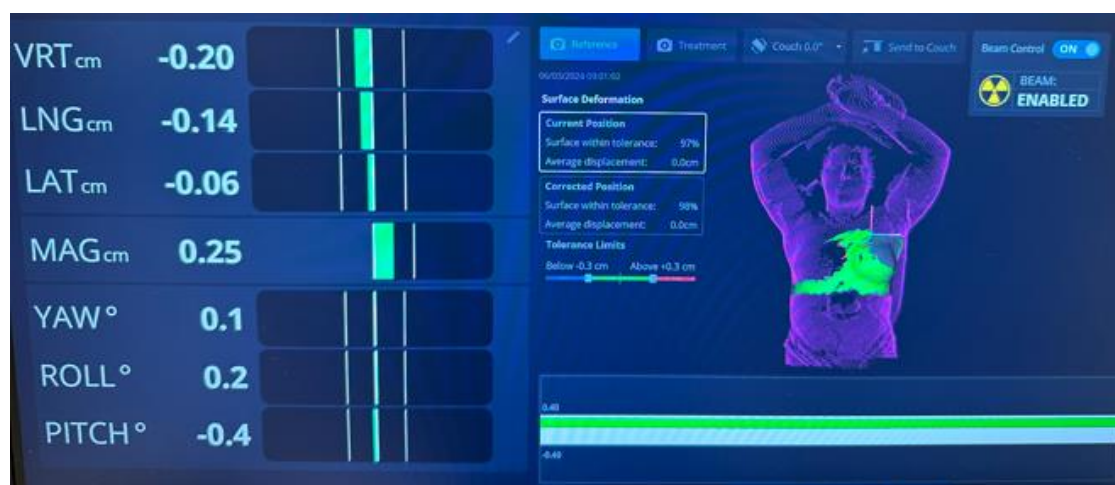 VRT cm -0.20
LNG cm -0.14
LAT cm -0.06
MAG cm 0.25
YAW ° 0.1
ROLL ° 0.2
PITCH ° -0.4
Reference Treatment Couch 0.0° Send to Couch
Beam Control ON
BEAM:
ENABLED
Surface Deformation
Current Position
Surface within tolerance: 97%
Average displacement: 0.0cm
Corrected Position
Surface within tolerance: 98%
Average displacement: 0.0cm
Tolerance Limits
Below -0.3 cm Above +0.3 cm
0.40
-0.40